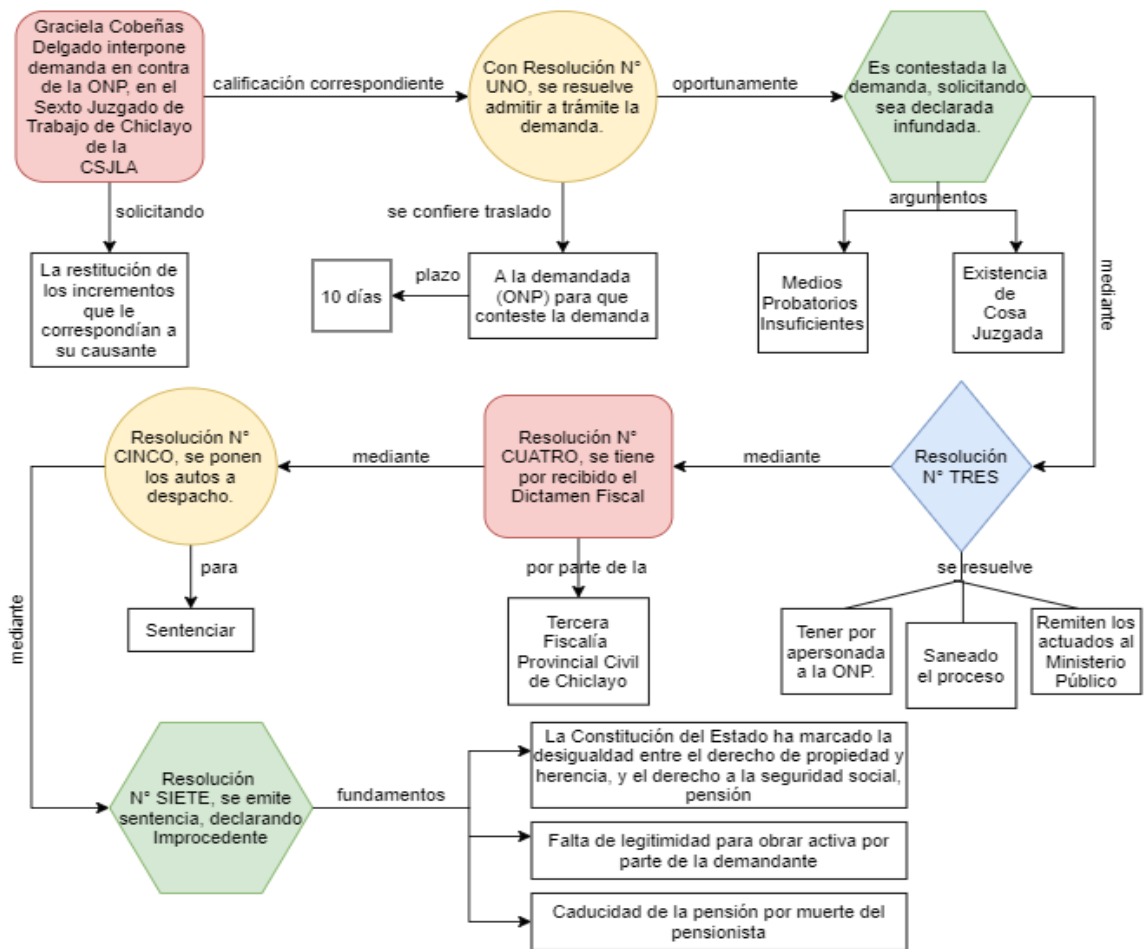 Graciela Cobeñas
Delgado interpone
demanda en contra
de la ONP, en el
Sexto Juzgado de
Trabajo de Chiclayo
de la
CSJLA
calificación correspondiente
Con Resolución N°
UNO, se resuelve
admitir a trámite la
demanda.
oportunamente
Es contestada la
demanda, solicitando
sea declarada
infundada.
solicitando
se confiere traslado
argumentos
La restitución de
los incrementos
que le
correspondían a
su causante
10 días
plazo
A la demandada
(ONP) para que
conteste la demanda
Medios
Probatorios
Insuficientes
Existencia
de
Cosa
Juzgada
mediante
Resolución N°
CINCO, se ponen
los autos a
despacho.
mediante
Resolución N°
CUATRO, se tiene
por recibido el
Dictamen Fiscal
mediante
Resolución
N° TRES
para
por parte de la
se resuelve
Sentenciar
Tercera
Fiscalía
Provincial Civil
de Chiclayo
Tener por
apersonada
a la ONP.
Saneado
el proceso
Remiten los
actuados al
Ministerio
Público
mediante
Resolución
N° SIETE, se emite
sentencia, declarando
Improcedente
fundamentos
La Constitución del Estado ha marcado la
desigualdad entre el derecho de propiedad y
herencia, y el derecho a la seguridad social,
pensión
Falta de legitimidad para obrar activa por
parte de la demandante
Caducidad de la pensión por muerte del
pensionista